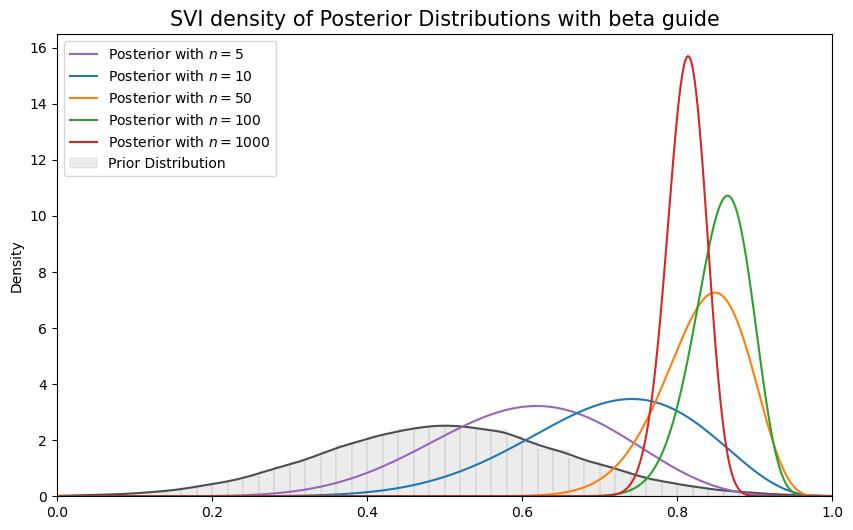 SVI density of Posterior Distributions with beta guide
Posterior with n = 5
Posterior with n = 10
Posterior with n = 50
Posterior with n = 100
Posterior with n = 1000
Prior Distribution
Density
16
14
12
10
8
6
4
2
0
0.0 0.2 0.4 0.6 0.8 1.0